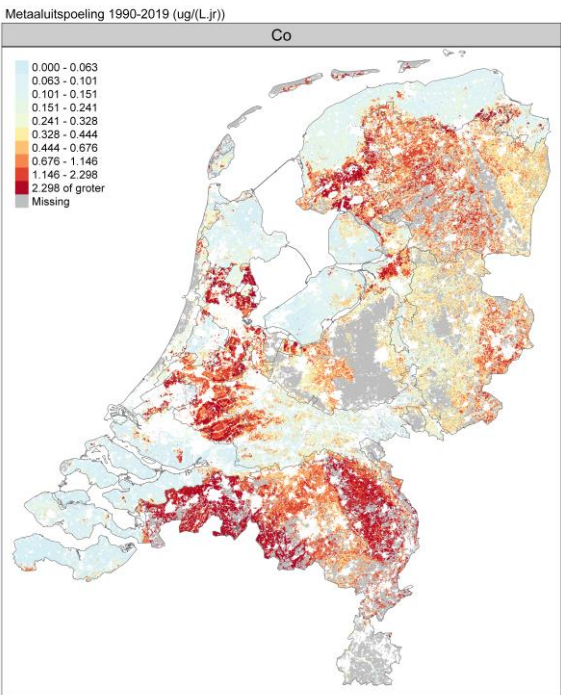 Metaaluitspoeling 1990-2019 (ug/(L.jr))
Co
0.000 - 0.063
0.063 - 0.101
0.101 - 0.151
0.151 - 0.241
0.241 - 0.328
0.328 - 0.444
0.444 - 0.676
0.676 - 1.146
1.146 - 2.298
2.298 of groter
Missing